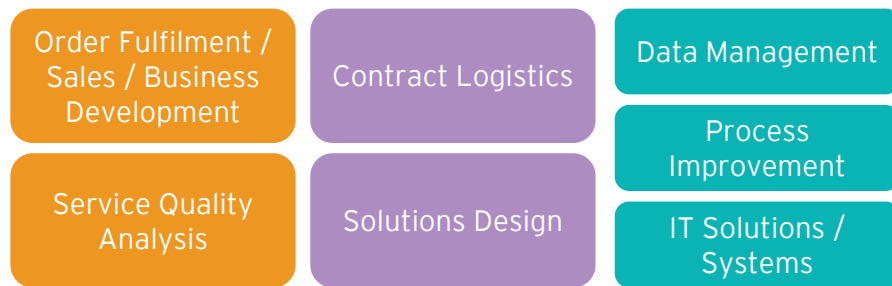 Order Fulfilment /
Sales / Business
Development
Contract Logistics
Data Management
Process
Improvement
Service Quality
Analysis
Solutions Design
IT Solutions /
Systems